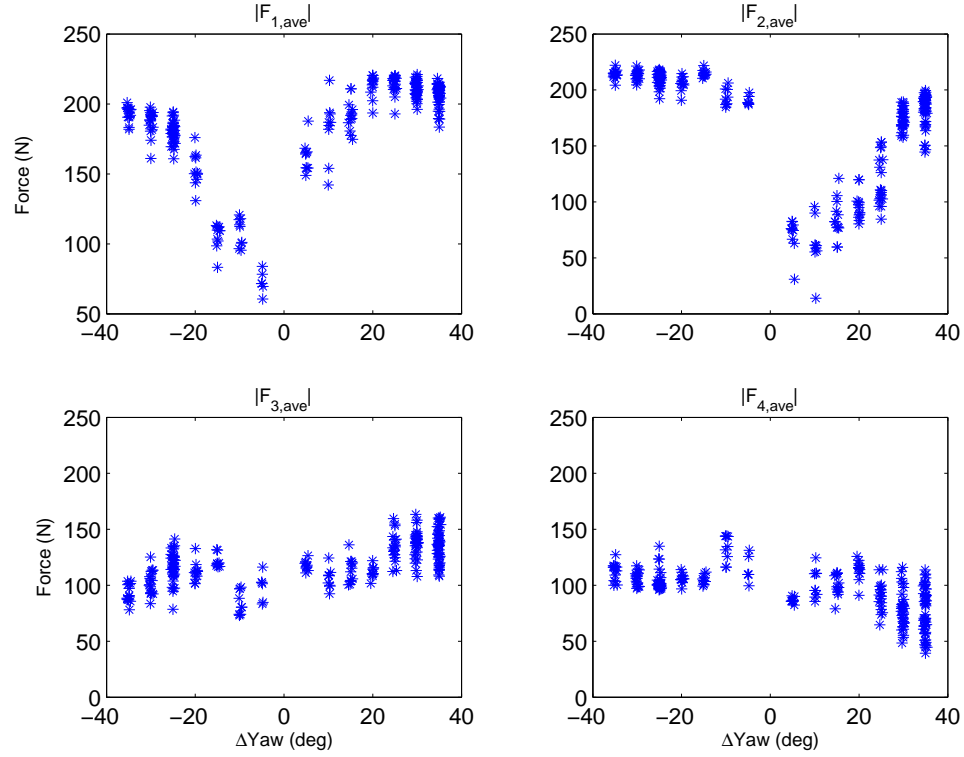 |F1,ave| |F2,ave|
250 250
200 200
150 150
100 100
50 50
0
−40 −20 0 20 40 −40 −20 0 20 40
Force (N)
|F3,ave| |F4,ave|
250 250
200 200
150 150
100 100
50 50
0 0
−40 −20 0 20 40 −40 −20 0 20 40
Force (N)
ΔYaw (deg) ΔYaw (deg)